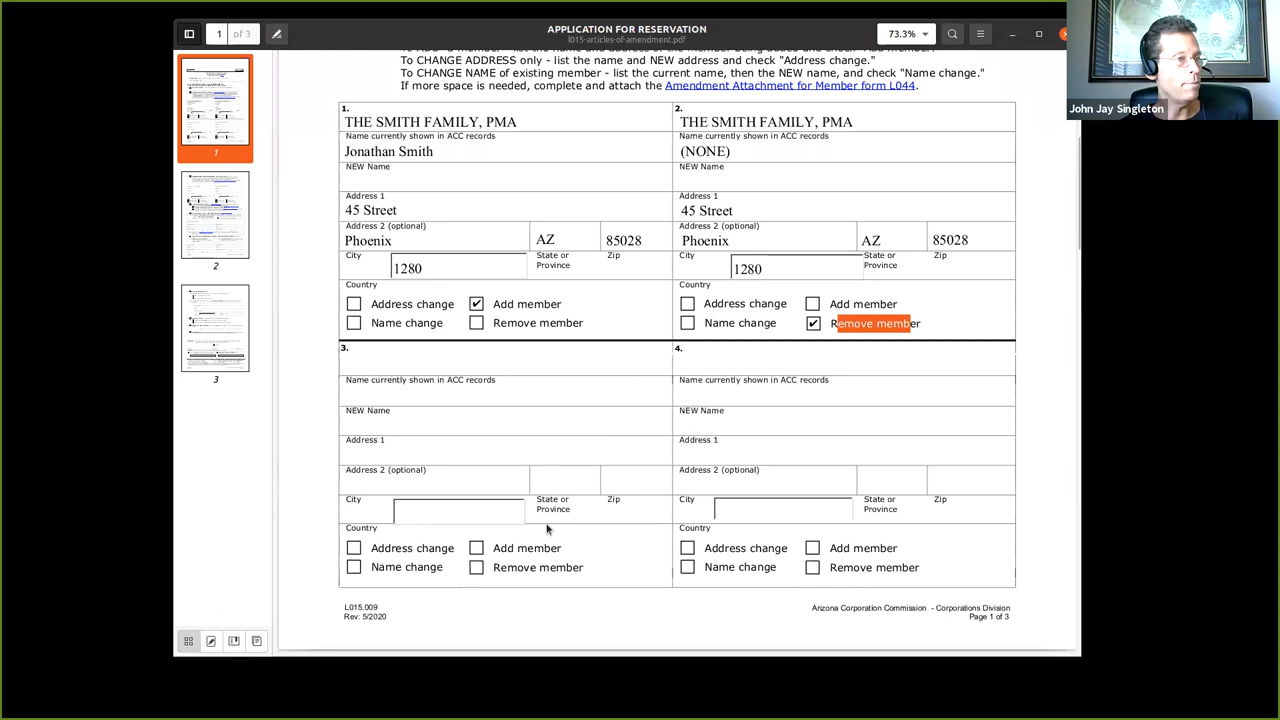 APPLICATION FOR RESERVATION
l015-articles-of-amendment.pdf
1 of 3
73.3%
John Jay Singleton
To CHANGE ADDRESS only - list the name and NEW address and check "Address change."
To CHANGE NAME of existing member - list the current name, then the NEW name, and check "Name change."
If more space is needed, complete and attach the Amendment Attachment for Member form L044.
1.
THE SMITH FAMILY, PMA
Name currently shown in ACC records
Jonathan Smith
NEW Name
Address 1
45 Street
Address 2 (optional)
Phoenix AZ 85028
City 1280 State or Province Zip
Country
Address change Add member
Name change Remove member
2.
THE SMITH FAMILY, PMA
Name currently shown in ACC records
(NONE)
NEW Name
Address 1
45 Street
Address 2 (optional)
Phoenix AZ 85028
City 1280 State or Province Zip
Country
Address change Add member
Name change Remove member
3.
Name currently shown in ACC records
NEW Name
Address 1
Address 2 (optional)
City State or Province Zip
Country
Address change Add member
Name change Remove member
4.
Name currently shown in ACC records
NEW Name
Address 1
Address 2 (optional)
City State or Province Zip
Country
Address change Add member
Name change Remove member
L015.009
Rev: 5/2020
Arizona Corporation Commission - Corporations Division
Page 1 of 3
1
2
3